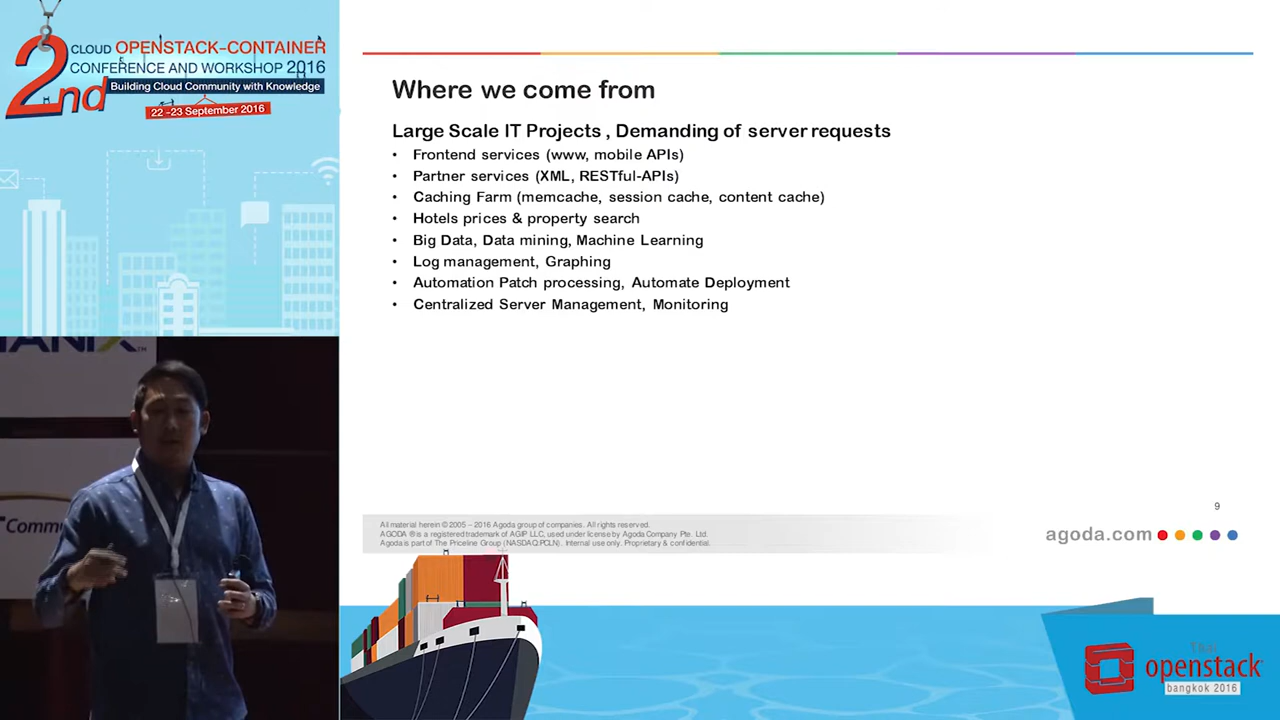 2nd
CLOUD OPENSTACK-CONTAINER
CONFERENCE AND WORKSHOP 2016
Building Cloud Community with Knowledge
22 -23 September 2016
Where we come from
Large Scale IT Projects , Demanding of server requests
• Frontend services (www, mobile APIs)
• Partner services (XML, RESTful-APIs)
• Caching Farm (memcache, session cache, content cache)
• Hotels prices & property search
• Big Data, Data mining, Machine Learning
• Log management, Graphing
• Automation Patch processing, Automate Deployment
• Centralized Server Management, Monitoring
9
All material herein © 2005 – 2016 Agoda group of companies. All rights reserved.
AGODA ® is a registered trademark of AGIP LLC, used under license by Agoda Company Pte. Ltd.
Agoda is part of The Priceline Group (NASDAQ:PCLN). Internal use only. Proprietary & confidential.
agoda.com
Thai
openstack
bangkok 2016